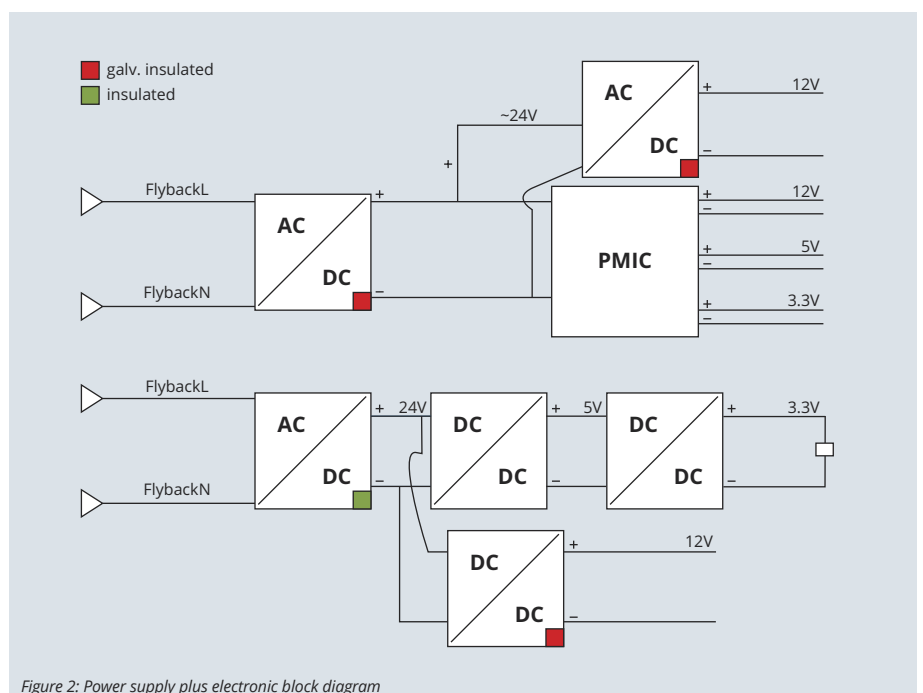 galv. insulated
insulated
AC
DC
12V
~24V
+
−
+
FlybackL
+
AC
DC
−
FlybackN
PMIC
+
12V
−
+
5V
−
+
3.3V
−
FlybackL
AC
DC
+
24V
−
FlybackN
DC
DC
+
5V
−
DC
DC
+
3.3V
−
DC
DC
+
12V
−
Figure 2: Power supply plus electronic block diagram